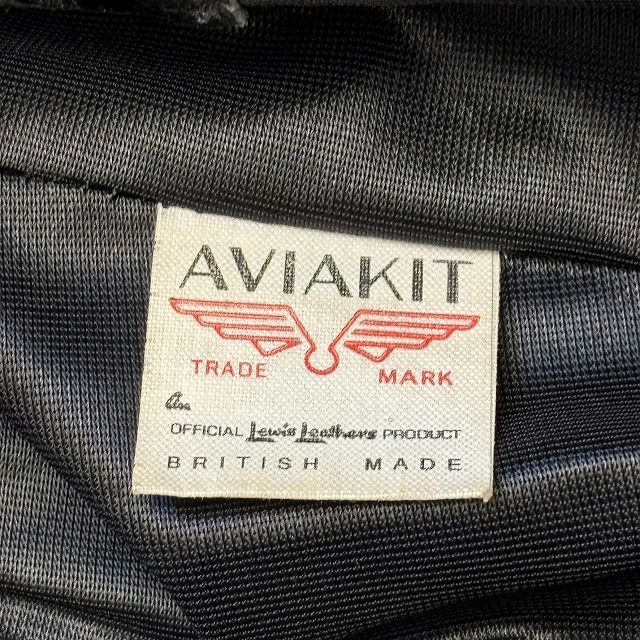 AVIAKIT
TRADE MARK
An
OFFICIAL Lewis Leathers PRODUCT
BRITISH MADE